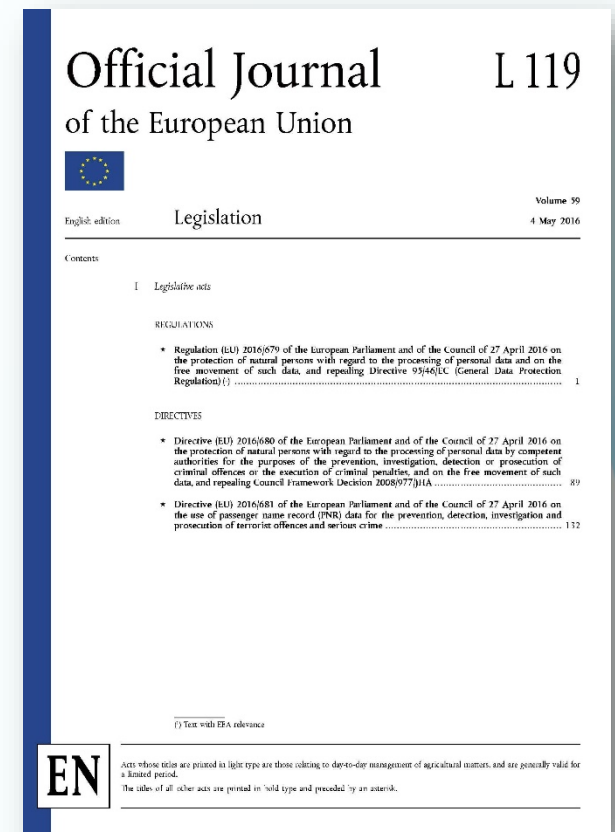 Official Journal L 119
of the European Union
Volume 59
English edition Legislation 4 May 2016
Contents
I Legislative acts
REGULATIONS
★ Regulation (EU) 2016/679 of the European Parliament and of the Council of 27 April 2016 on
the protection of natural persons with regard to the processing of personal data and on the
free movement of such data, and repealing Directive 95/46/EC (General Data Protection
Regulation) (¹) ........................................................................ 1
DIRECTIVES
★ Directive (EU) 2016/680 of the European Parliament and of the Council of 27 April 2016 on
the protection of natural persons with regard to the processing of personal data by competent
authorities for the purposes of the prevention, investigation, detection or prosecution of
criminal offences or the execution of criminal penalties, and on the free movement of such
data, and repealing Council Framework Decision 2008/977/JHA ........................ 89
★ Directive (EU) 2016/681 of the European Parliament and of the Council of 27 April 2016 on
the use of passenger name record (PNR) data for the prevention, detection, investigation and
prosecution of terrorist offences and serious crime ........................ 132
(¹) Text with EEA relevance
EN
Acts whose titles are printed in light type are those relating to day-to-day management of agricultural matters, and are generally valid for
a limited period.
The titles of all other acts are printed in bold type and preceded by an asterisk.